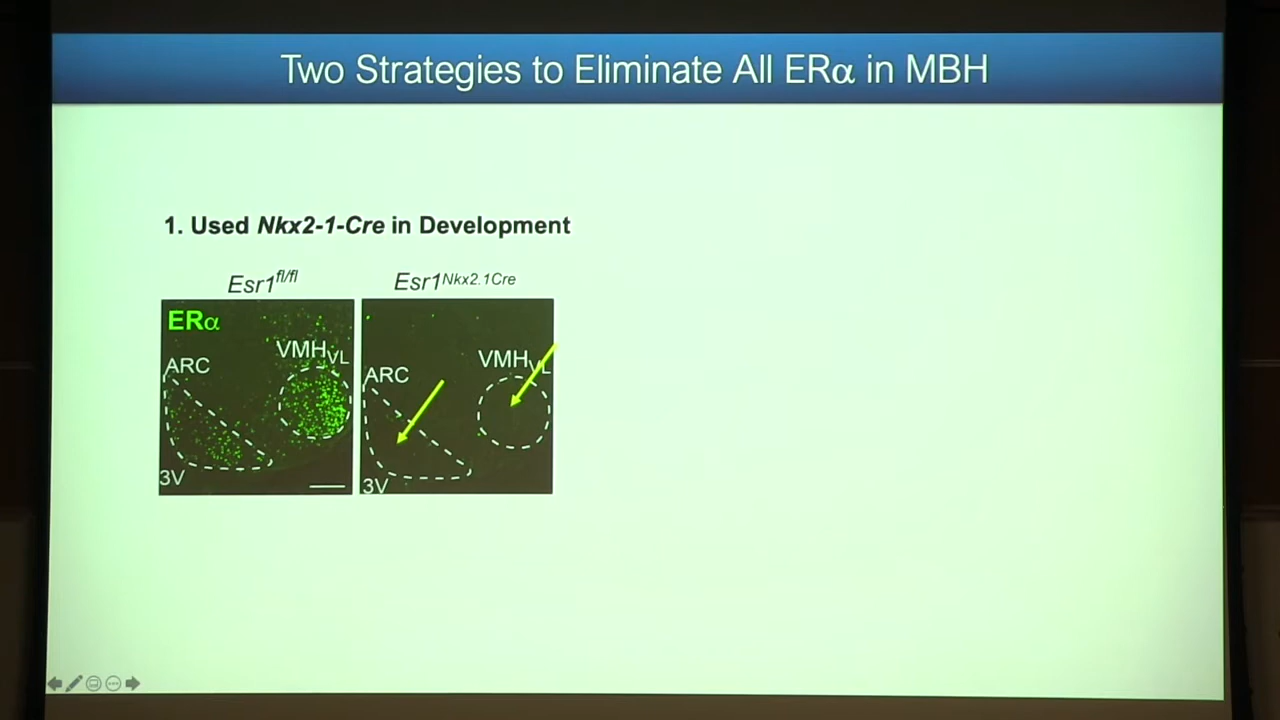 Two Strategies to Eliminate All ERα in MBH
1. Used Nkx2-1-Cre in Development
Esr1fl/fl
Esr1Nkx2.1Cre
ERα
VMHVL
ARC
3V
VMHVL
ARC
3V